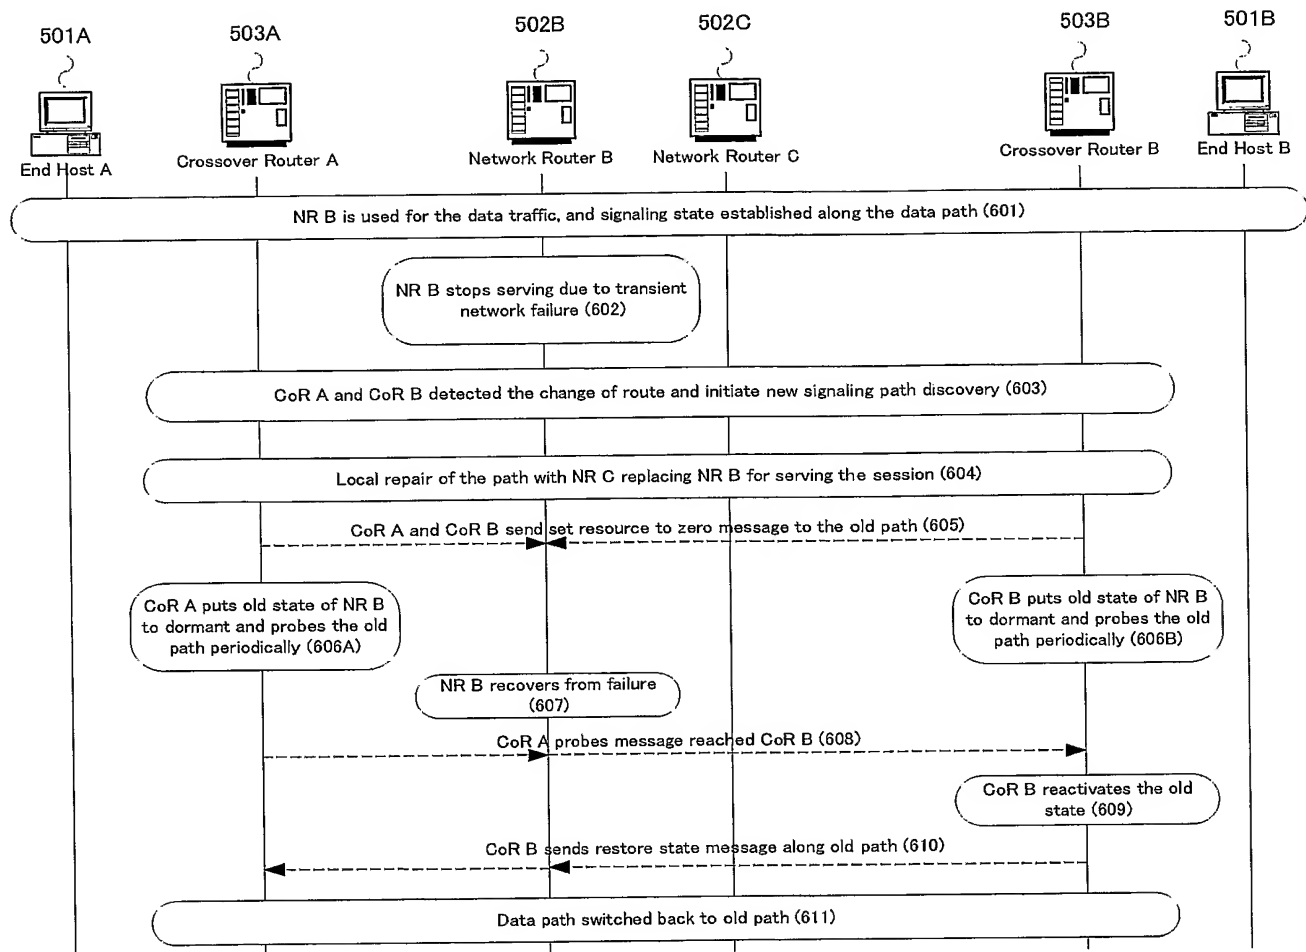 501A
503A
502B
502C
503B
501B
End Host A
Crossover Router A
Network Router B
Network Router C
Crossover Router B
End Host B
NR B is used for the data traffic, and signaling state established along the data path (601)
NR B stops serving due to transient
network failure (602)
CoR A and CoR B detected the change of route and initiate new signaling path discovery (603)
Local repair of the path with NR C replacing NR B for serving the session (604)
CoR A and CoR B send set resource to zero message to the old path (605)
CoR A puts old state of NR B
to dormant and probes the old
path periodically (606A)
CoR B puts old state of NR B
to dormant and probes the old
path periodically (606B)
NR B recovers from failure
(607)
CoR A probes message reached CoR B (608)
CoR B reactivates the old
state (609)
CoR B sends restore state message along old path (610)
Data path switched back to old path (611)